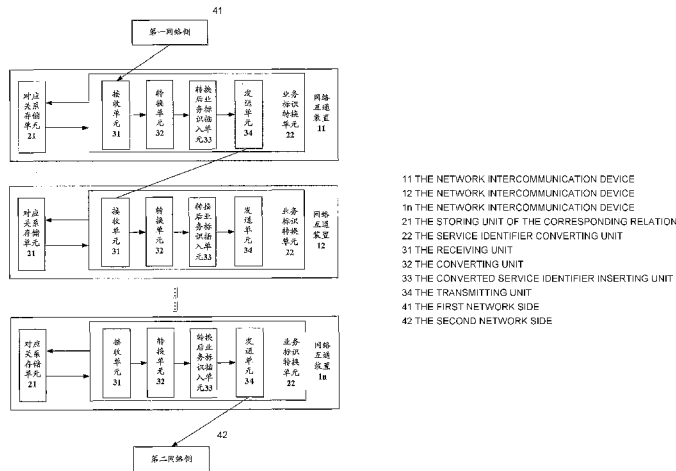 41
第一网络侧
对应关系存储单元
21
接收单元
31
转换单元
32
转换后业务标识插入单元33
发送单元
34
业务标识转换单元
22
网络互通装置
11
对应关系存储单元
21
接收单元
31
转换单元
32
转换后业务标识插入单元33
发送单元
34
业务标识转换单元
22
网络互通装置
12
对应关系存储单元
21
接收单元
31
转换单元
32
转换后业务标识插入单元33
发送单元
34
业务标识转换单元
22
网络互通装置
1n
42
第二网络侧
11 THE NETWORK INTERCOMMUNICATION DEVICE
12 THE NETWORK INTERCOMMUNICATION DEVICE
1n THE NETWORK INTERCOMMUNICATION DEVICE
21 THE STORING UNIT OF THE CORRESPONDING RELATION
22 THE SERVICE IDENTIFIER CONVERTING UNIT
31 THE RECEIVING UNIT
32 THE CONVERTING UNIT
33 THE CONVERTED SERVICE IDENTIFIER INSERTING UNIT
34 THE TRANSMITTING UNIT
41 THE FIRST NETWORK SIDE
42 THE SECOND NETWORK SIDE